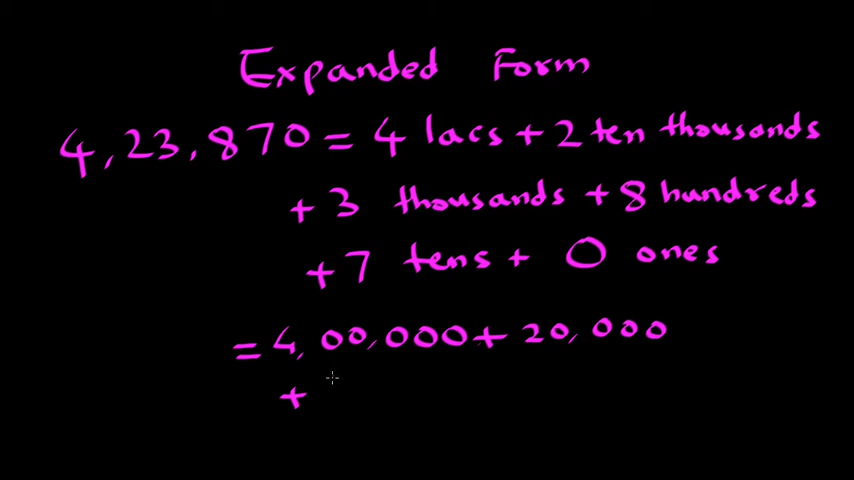 Expanded Form
4,23,870 = 4 lacs + 2 ten thousands
+ 3 thousands + 8 hundreds
+ 7 tens + 0 ones
= 4,00,000 + 20,000
+